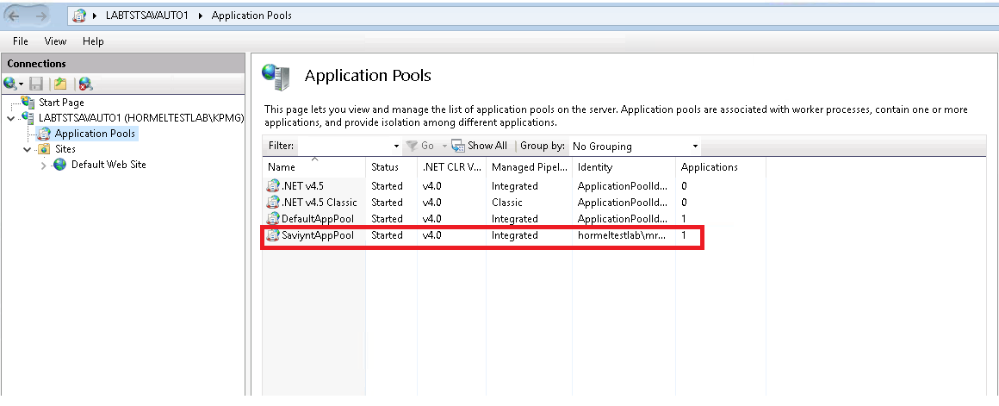 LABTSTSAVAUTO1 Application Pools
File View Help
Connections
Start Page
LABTSTSAVAUTO1 (HORMELTESTLAB\KPMG)
Application Pools
Sites
Default Web Site
Application Pools
This page lets you view and manage the list of application pools on the server. Application pools are associated with worker processes, contain one or more
applications, and provide isolation among different applications.
Filter: Go Show All Group by: No Grouping
Name Status .NET CLR V... Managed Pipel... Identity Applications
.NET v4.5 Started v4.0 Integrated ApplicationPoolId... 0
.NET v4.5 Classic Started v4.0 Classic ApplicationPoolId... 0
DefaultAppPool Started v4.0 Integrated ApplicationPoolId... 1
SaviyntAppPool Started v4.0 Integrated hormeltestlab\mr... 1